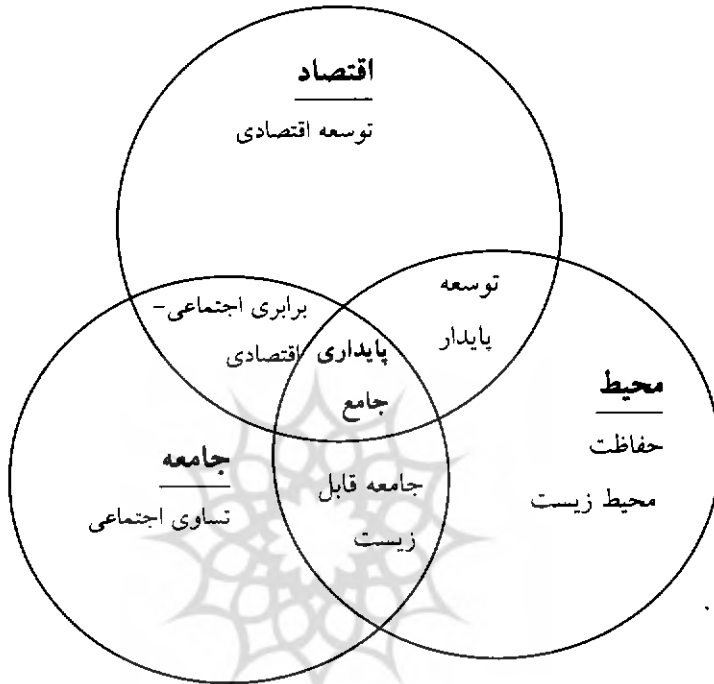 اقتصاد
توسعه اقتصادی
توسعه
پایدار
برابری اجتماعی-
اقتصادی
پایداری
جامع
محیط
حفاظت
محیط زیست
جامعه
تساوی اجتماعی
جامعه قابل
زیست